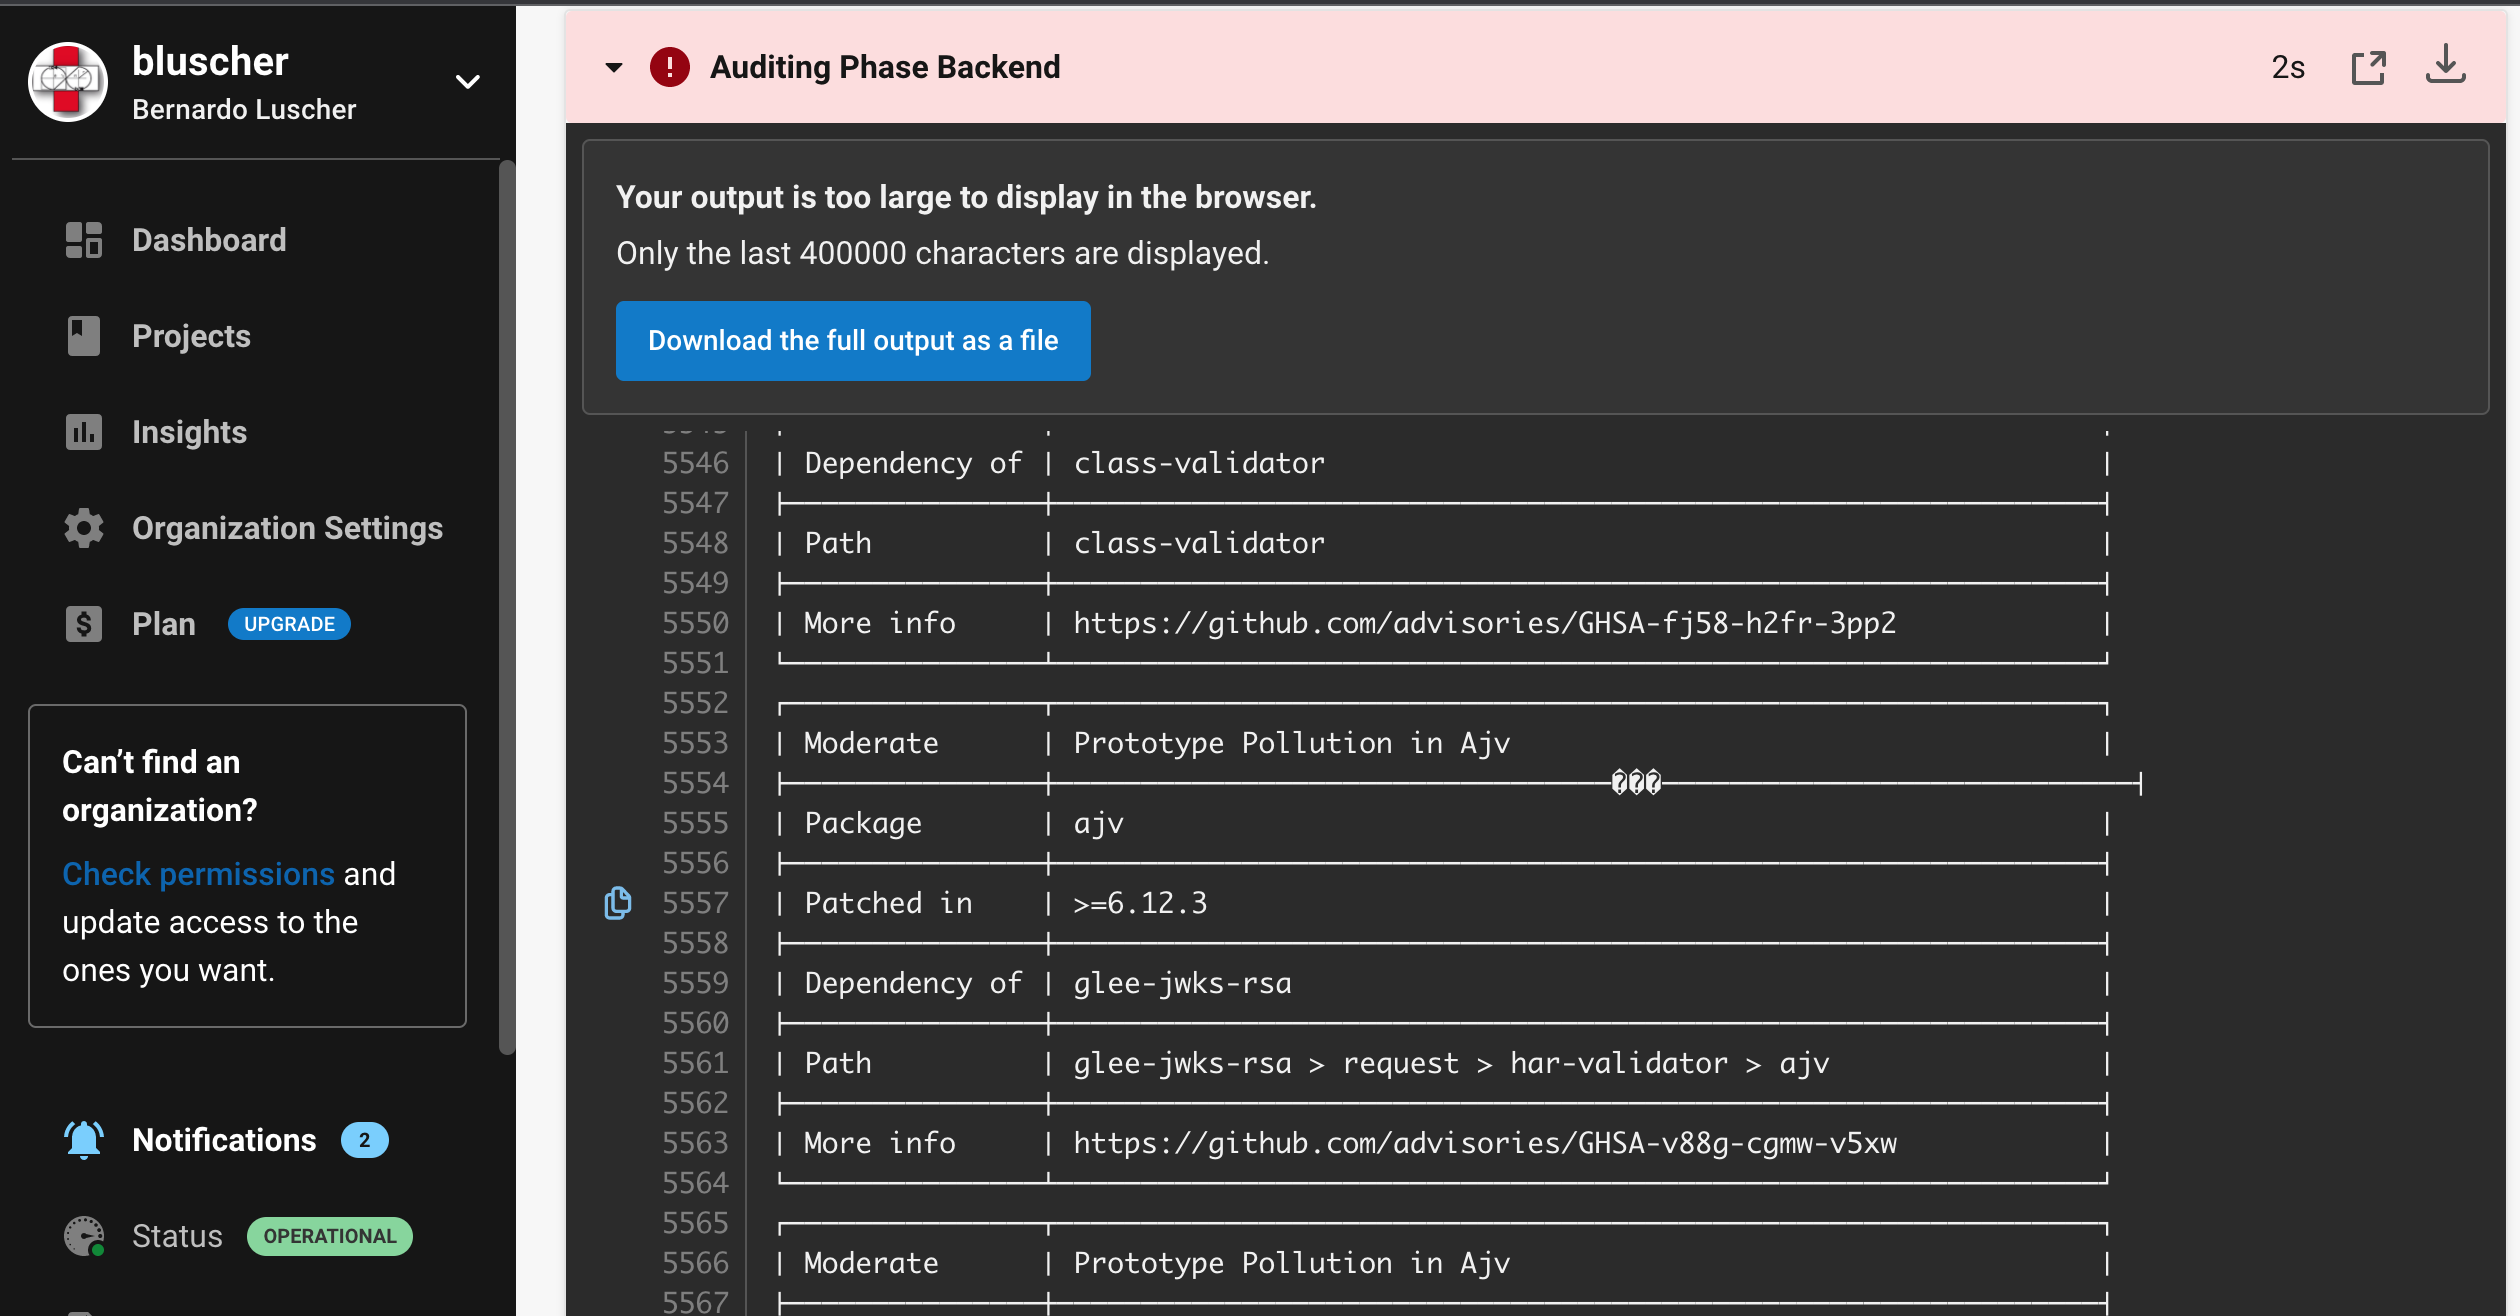 bluscher
Bernardo Luscher
Dashboard
Projects
Insights
Organization Settings
Plan UPGRADE
Can’t find an
organization?
Check permissions and
update access to the
ones you want.
Notifications 2
Status OPERATIONAL
Auditing Phase Backend 2s
Your output is too large to display in the browser.
Only the last 400000 characters are displayed.
Download the full output as a file
5546 | Dependency of | class-validator |
5547
5548 | Path | class-validator |
5549
5550 | More info | https://github.com/advisories/GHSA-fj58-h2fr-3pp2 |
5551
5552
5553 | Moderate | Prototype Pollution in Ajv |
5554 ���
5555 | Package | ajv |
5556
5557 | Patched in | >=6.12.3 |
5558
5559 | Dependency of | glee-jwks-rsa |
5560
5561 | Path | glee-jwks-rsa > request > har-validator > ajv |
5562
5563 | More info | https://github.com/advisories/GHSA-v88g-cgmw-v5xw |
5564
5565
5566 | Moderate | Prototype Pollution in Ajv |
5567